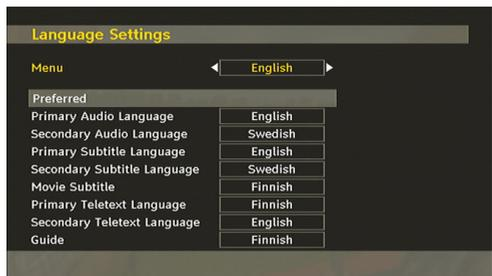 Language Settings
Menu English
Preferred
Primary Audio Language English
Secondary Audio Language Swedish
Primary Subtitle Language English
Secondary Subtitle Language Swedish
Movie Subtitle Finnish
Primary Teletext Language Finnish
Secondary Teletext Language English
Guide Finnish